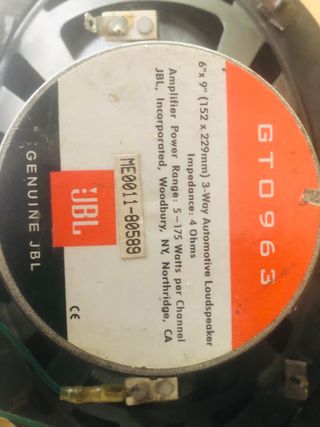 GTO963
6"x 9" (152 x 229mm) 3-Way Automotive Loudspeaker
Impedance: 4 Ohms
Amplifier Power Range: 5-175 Watts per Channel
JBL, Incorporated, Woodbury, NY, Northridge, CA
ME0011-80589
JBL
GENUINE JBL
CE